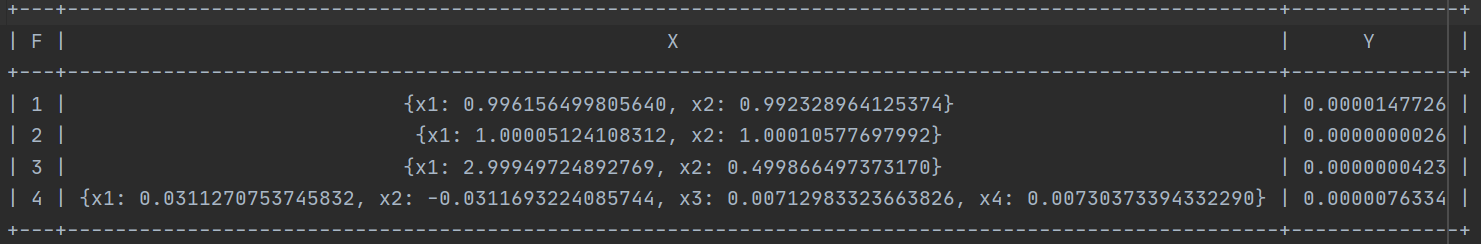 +---+-----------------------------------------------------------------------------------------------------+--------------+
| F | X | Y |
+---+-----------------------------------------------------------------------------------------------------+--------------+
| 1 | {x1: 0.996156499805640, x2: 0.992328964125374} | 0.0000147726 |
| 2 | {x1: 1.00005124108312, x2: 1.00010577697992} | 0.0000000026 |
| 3 | {x1: 2.99949724892769, x2: 0.499866497373170} | 0.0000000423 |
| 4 | {x1: 0.0311270753745832, x2: -0.0311693224085744, x3: 0.00712983323663826, x4: 0.00730373394332290} | 0.0000076334 |
+---+-----------------------------------------------------------------------------------------------------+--------------+